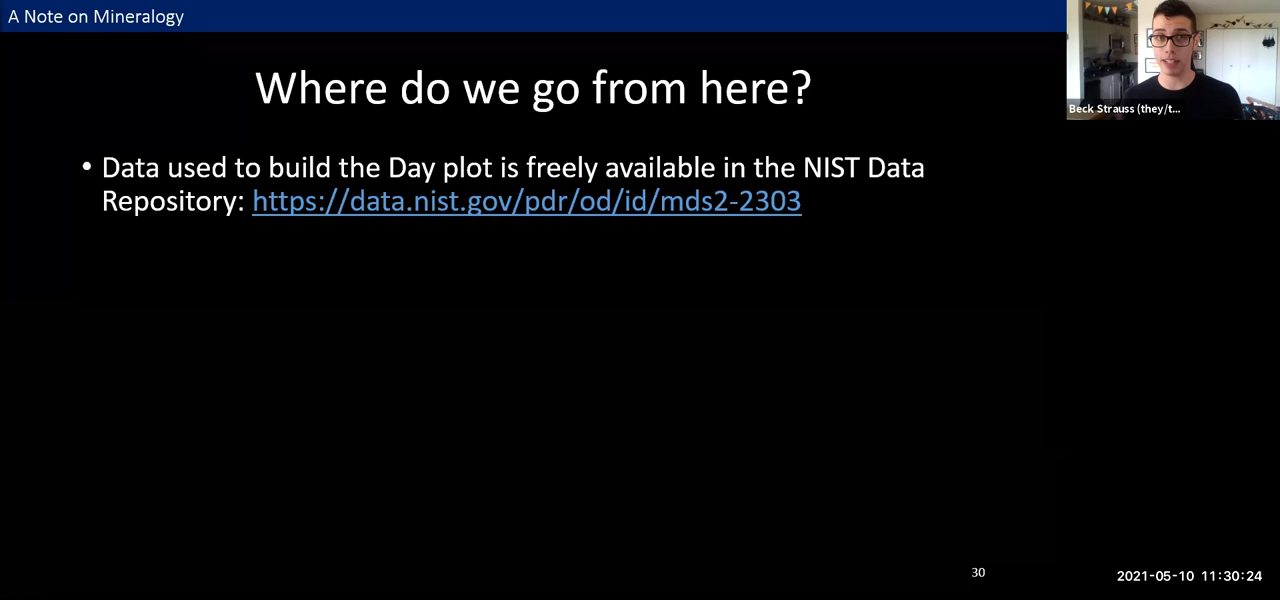 A Note on Mineralogy
Where do we go from here?
• Data used to build the Day plot is freely available in the NIST Data
Repository: https://data.nist.gov/pdr/od/id/mds2-2303
Beck Strauss (they/t...
30
2021-05-10 11:30:24